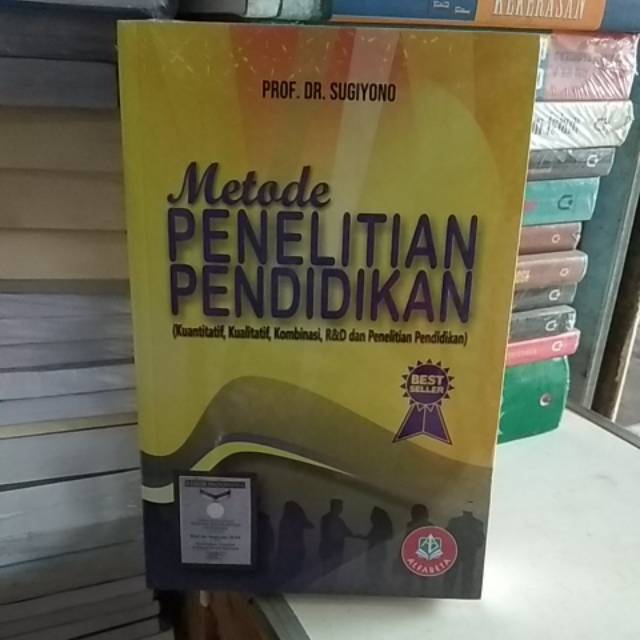 KEKERASAN
PROF. DR. SUGIYONO
Metode
PENELITIAN
PENDIDIKAN
(Kuantitatif, Kualitatif, Kombinasi, R&D dan Penelitian Pendidikan)
BEST
SELLER
ALFABETA